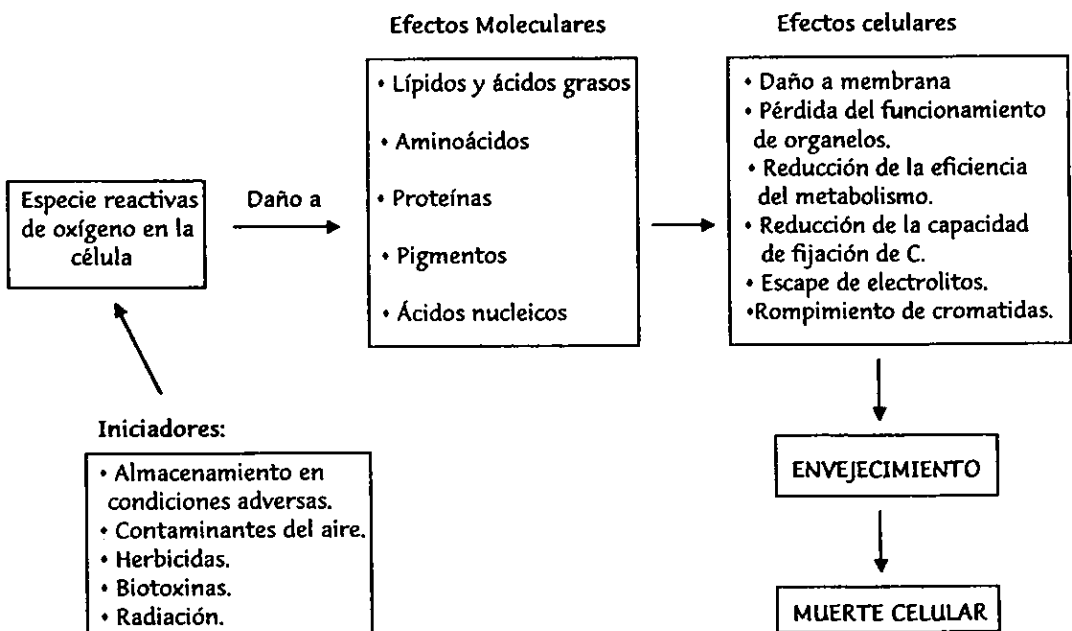 Efectos Moleculares
Efectos celulares
• Lípidos y ácidos grasos
• Aminoácidos
• Proteínas
• Pigmentos
• Ácidos nucleicos
• Daño a membrana
• Pérdida del funcionamiento
de organelos.
• Reducción de la eficiencia
del metabolismo.
• Reducción de la capacidad
de fijación de C.
• Escape de electrolitos.
•Rompimiento de cromatidas.
Especie reactivas
de oxígeno en la
célula
Daño a
Iniciadores:
• Almacenamiento en
condiciones adversas.
• Contaminantes del aire.
• Herbicidas.
• Biotoxinas.
• Radiación.
ENVEJECIMIENTO
MUERTE CELULAR